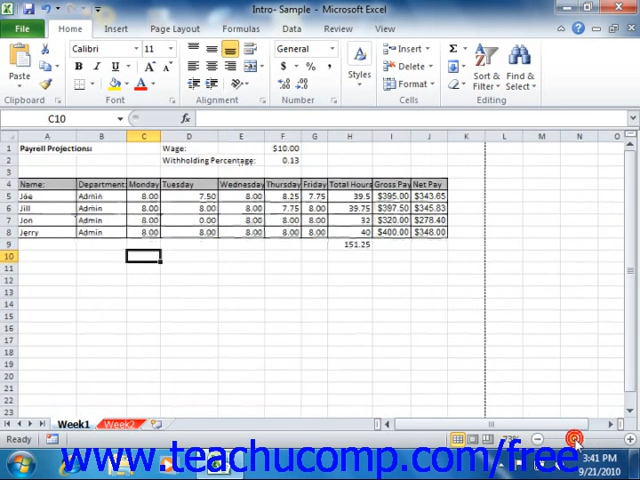 Intro- Sample - Microsoft Excel
File Home Insert Page Layout Formulas Data Review View
Calibri 11 General Insert Σ
Paste B I U $ % , Styles Delete Sort & Find &
Format Filter Select
Clipboard Font Alignment Number Cells Editing
C10 fx
A B C D E F G H I J K L M N O
1 Payroll Projections: Wage: $10.00
2 Withholding Percentage: 0.13
3
4 Name: Department: Monday Tuesday Wednesday Thursday Friday Total Hours Gross Pay Net Pay
5 Joe Admin 8.00 7.50 8.00 8.25 7.75 39.5 $395.00 $343.65
6 Jill Admin 8.00 8.00 8.00 7.75 8.00 39.75 $397.50 $345.83
7 Jon Admin 8.00 0.00 8.00 8.00 8.00 32 $320.00 $278.40
8 Jerry Admin 8.00 8.00 8.00 8.00 8.00 40 $400.00 $348.00
9 151.25
10
11
12
13
14
15
16
17
18
19
20
21
22
23
Week1 Week2
Ready 73%
www.teachucomp.com/free
3:41 PM
9/21/2010